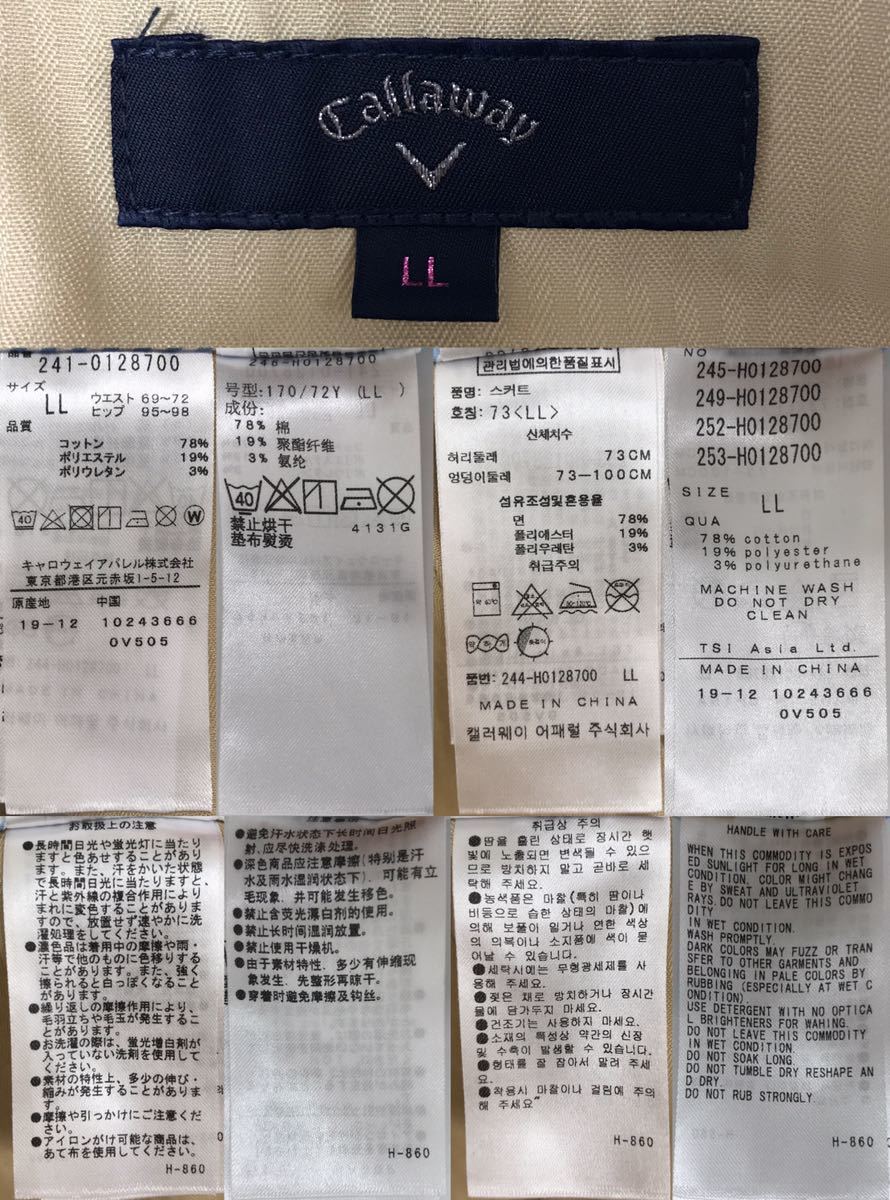 Callaway
LL
品番
241-0128700
サイズ
LL
ウエスト 69~72
ヒップ 95~98
品質
コットン 78%
ポリエステル 19%
ポリウレタン 3%
40
W
キャロウェイアパレル株式会社
東京都港区元赤坂1-5-12
原産地 中国
19-12 10243666
0V505
246-H0128700
号型:170/72Y (LL )
成份:
78% 棉
19% 聚酯纤维
3% 氨纶
40
禁止烘干
垫布熨烫
4131G
관리법에의한품질표시
품명: 스커트
호칭: 73<LL>
신체치수
허리둘레 73CM
엉덩이둘레 73-100CM
섬유조성및혼용율
면 78%
폴리에스터 19%
폴리우레탄 3%
취급주의
품번: 244-H0128700 LL
MADE IN CHINA
캘러웨이 어패럴 주식회사
NO
245-H0128700
249-H0128700
252-H0128700
253-H0128700
SIZE
LL
QUA
78% cotton
19% polyester
3% polyurethane
MACHINE WASH
DO NOT DRY
CLEAN
TSI Asia Ltd.
MADE IN CHINA
19-12 10243666
0V505
お取扱上の注意
●長時間日光や蛍光灯に当たり
ますと色あせすることがあり
ます。また、汗をかいた状態
で長時間日光に当たりますと、
汗と紫外線の複合作用により
まれに変色することがありま
すので、放置せず速やかに洗
濯処理をしてください。
●濃色品は着用中の摩擦や雨・
汗等で他のものに色移りする
ことがあります。また、強く
擦られると白っぽくなること
があります。
●繰り返しの摩擦作用により、
毛羽立ちや毛玉が発生するこ
とがあります。
●お洗濯の際は、蛍光増白剤が
入っていない洗剤を使用して
ください。
●素材の特性上、多少の伸び・
縮みが発生することがありま
す。
●摩擦や引っかけにご注意くだ
さい。
●アイロンがけ可能な商品は、
あて布を使用してください。
H-860
●避免汗水状态下长时间日光照
射、应尽快洗涤处理。
●深色商品应注意摩擦(特别是汗
水及雨水湿润状态下)，可能有立
毛现象，并可能发生移色。
●禁止含荧光漂白剂的使用。
●禁止长时间湿润放置。
●禁止使用干燥机。
●由于素材特性，多少有伸缩现
象发生，先整形再晾干。
●穿着时避免摩擦及钩丝。
H-860
취급상 주의
●땀을 흘린 상태로 장시간 햇
빛에 노출되면 변색될 수 있으
므로 방치하지 말고 곧바로 세
탁해 주세요.
●농색품은 마찰(특히 땀이나
비등으로 습한 상태의 마찰)에
의해 보풀이 일거나 연한 색상
의 의복이나 소지품에 색이 묻
어날 수 있습니다.
●세탁시에는 무형광세제를 사
용해 주세요.
●젖은 채로 방치하거나 장시간
물에 담가두지 마세요.
●건조기는 사용하지 마세요.
●소재의 특성상 약간의 신장
및 수축이 발생할 수 있습니다.
●형태를 잘 잡아서 말려 주세
요.
●착용시 마찰이나 걸림에 주의
해 주세요"
H-860
HANDLE WITH CARE
WHEN THIS COMMODITY IS EXPOS
ED SUNLIGHT FOR LONG IN WET
CONDITION, COLOR MIGHT CHANG
E BY SWEAT AND ULTRAVIOLET
RAYS. DO NOT LEAVE THIS COMMO
DITY
IN WET CONDITION.
WASH PROMPTLY
DARK COLORS MAY FUZZ OR TRAN
SFER TO OTHER GARMENTS AND
BELONGING IN PALE COLORS BY
RUBBING (ESPECIALLY AT WET C
ONDITION)
USE DETERGENT WITH NO OPTICA
L BRIGHTENERS FOR WAHING.
DO NOT LEAVE THIS COMMODITY
IN WET CONDITION.
DO NOT SOAK LONG.
DO NOT TUMBLE DRY RESHAPE AN
D DRY.
DO NOT RUB STRONGLY.
H-860